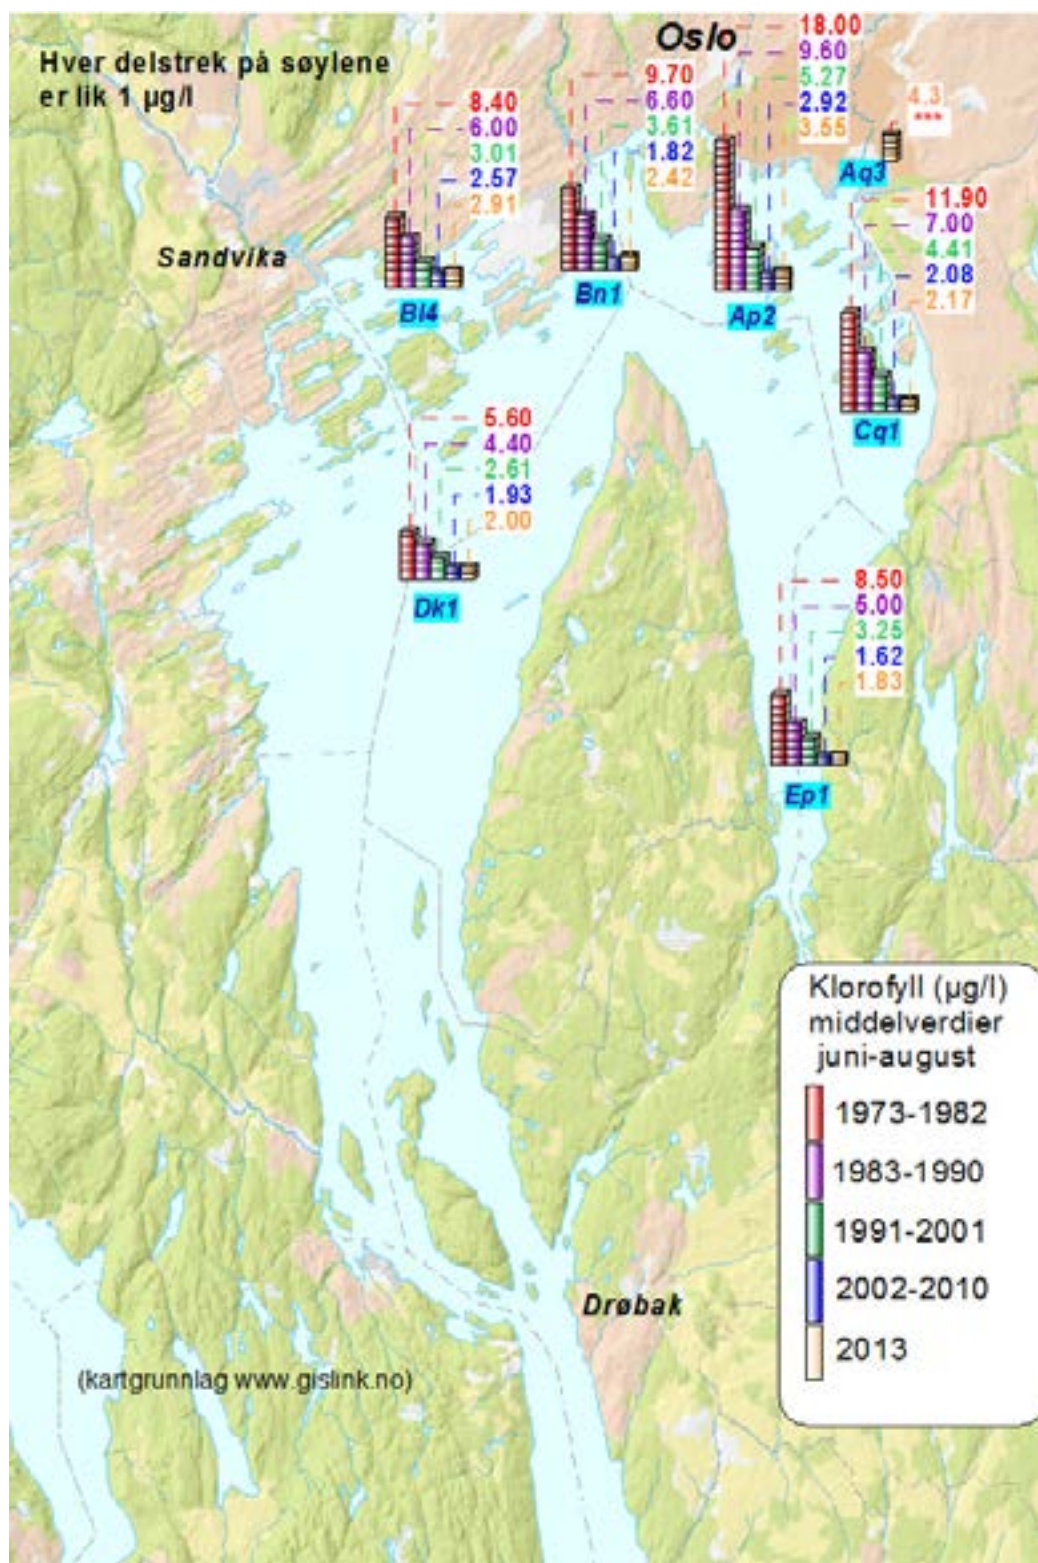 Hver delstrek på søylene
er lik 1 µg/l
Oslo
18.00
9.60
5.27
2.92
3.55
Ap2
9.70
6.60
3.61
1.82
2.42
Bn1
8.40
6.00
3.01
2.57
2.91
Bl4
4.3
***
Aq3
11.90
7.00
4.41
2.08
2.17
Cq1
Sandvika
5.60
4.40
2.61
1.93
2.00
Dk1
8.50
5.00
3.25
1.62
1.83
Ep1
Klorofyll (µg/l)
middelverdier
juni-august
1973-1982
1983-1990
1991-2001
2002-2010
2013
Drøbak
(kartgrunnlag www.gislink.no)